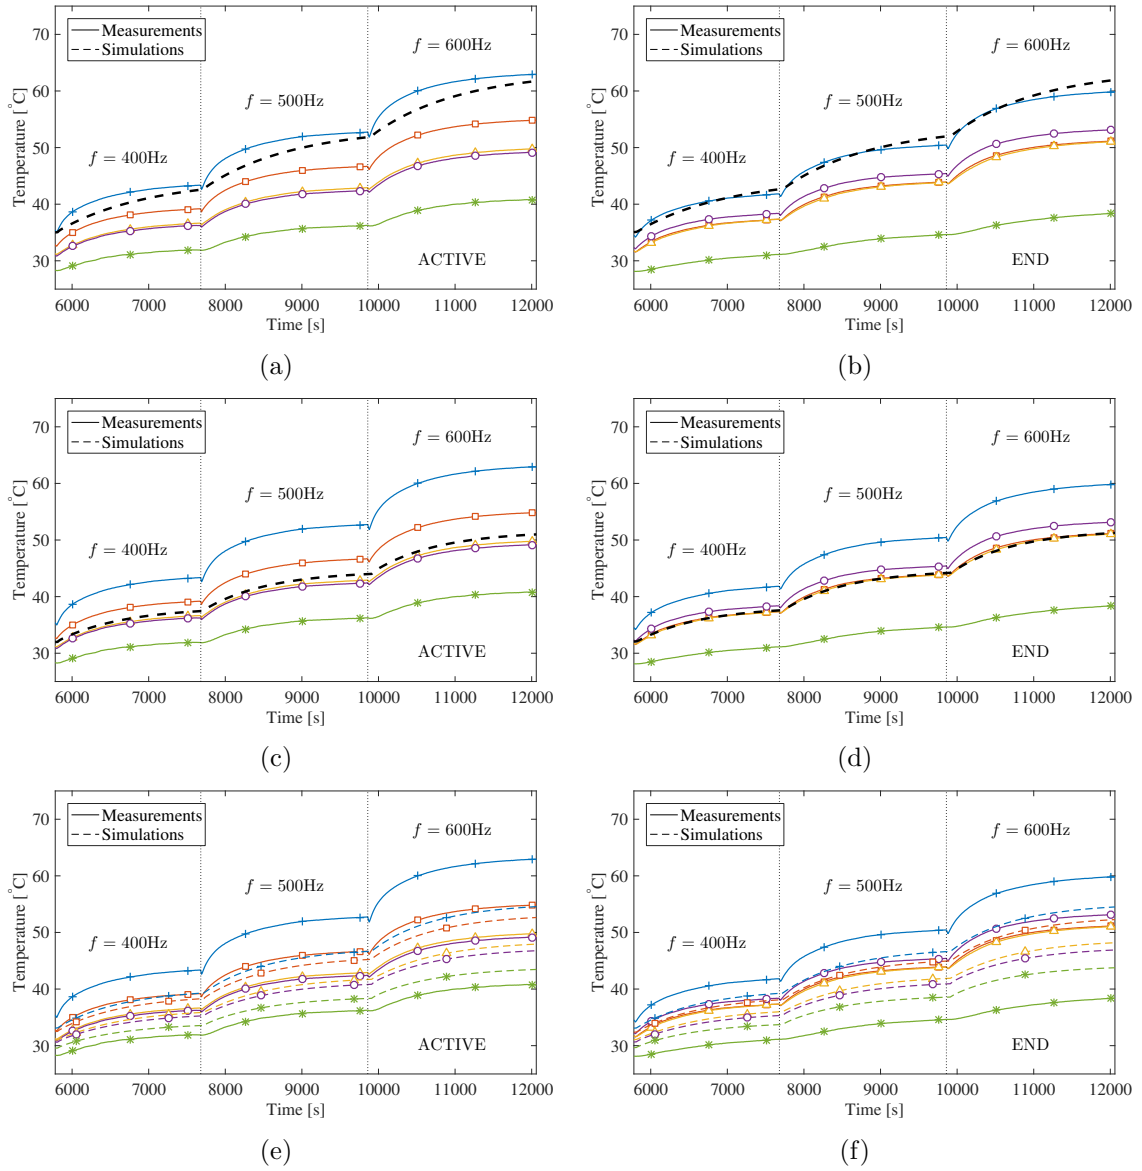 Measurements
Simulations
f = 400Hz
f = 500Hz
f = 600Hz
ACTIVE
Temperature [°C]
70
60
50
40
30
6000 7000 8000 9000 10000 11000 12000
Time [s]
(a)
Measurements
Simulations
f = 400Hz
f = 500Hz
f = 600Hz
END
Temperature [°C]
70
60
50
40
30
6000 7000 8000 9000 10000 11000 12000
Time [s]
(b)
Measurements
Simulations
f = 400Hz
f = 500Hz
f = 600Hz
ACTIVE
Temperature [°C]
70
60
50
40
30
6000 7000 8000 9000 10000 11000 12000
Time [s]
(c)
Measurements
Simulations
f = 400Hz
f = 500Hz
f = 600Hz
END
Temperature [°C]
70
60
50
40
30
6000 7000 8000 9000 10000 11000 12000
Time [s]
(d)
Measurements
Simulations
f = 400Hz
f = 500Hz
f = 600Hz
ACTIVE
Temperature [°C]
70
60
50
40
30
6000 7000 8000 9000 10000 11000 12000
Time [s]
(e)
Measurements
Simulations
f = 400Hz
f = 500Hz
f = 600Hz
END
Temperature [°C]
70
60
50
40
30
6000 7000 8000 9000 10000 11000 12000
Time [s]
(f)